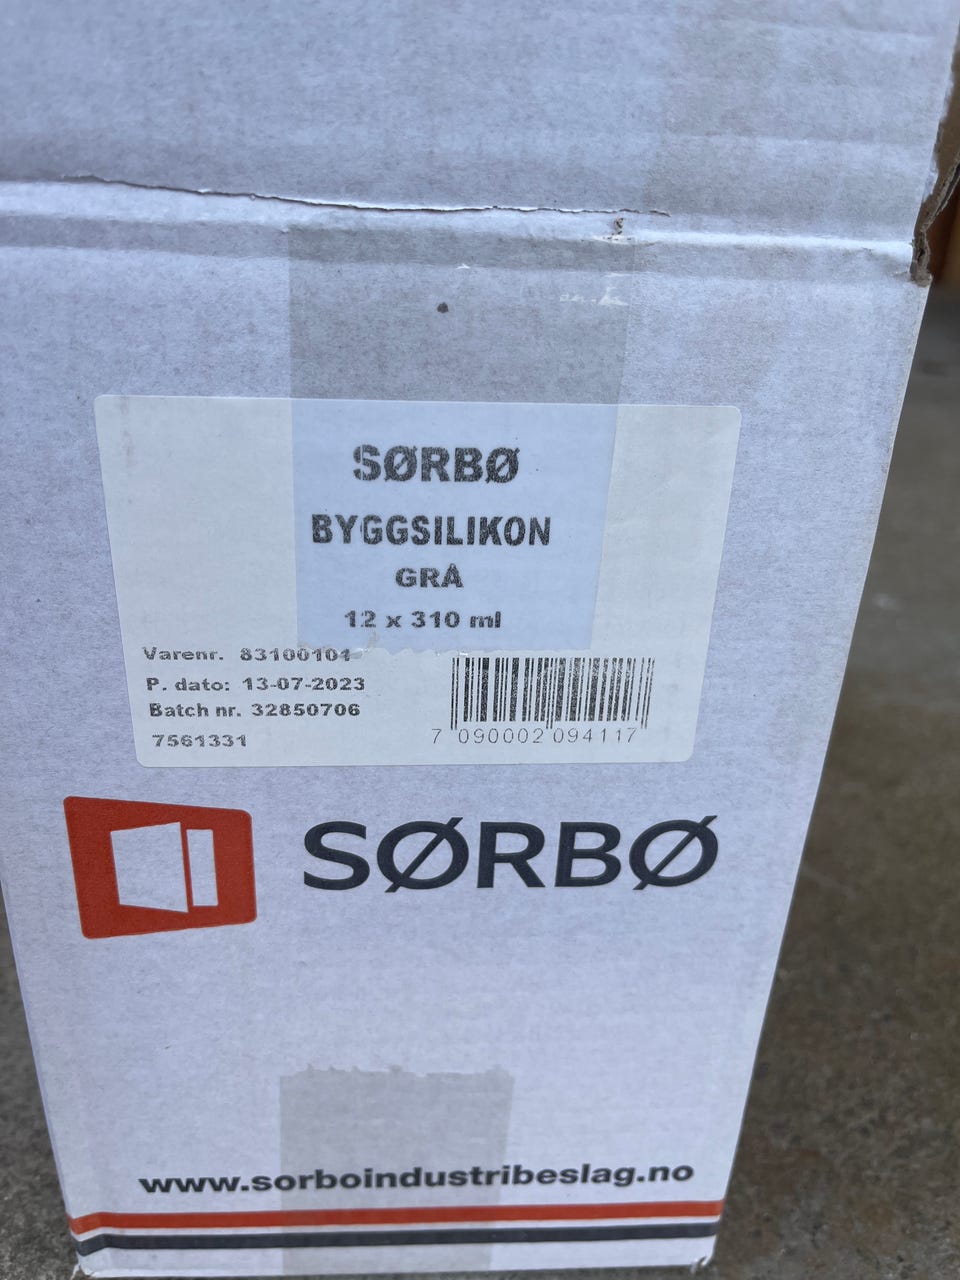 SØRBØ
BYGGSILIKON
GRÅ
12 x 310 ml
Varenr. 83100101
P. dato: 13-07-2023
Batch nr. 32850706
7561331
7 090002 094117
SØRBØ
www.sorboindustribeslag.no